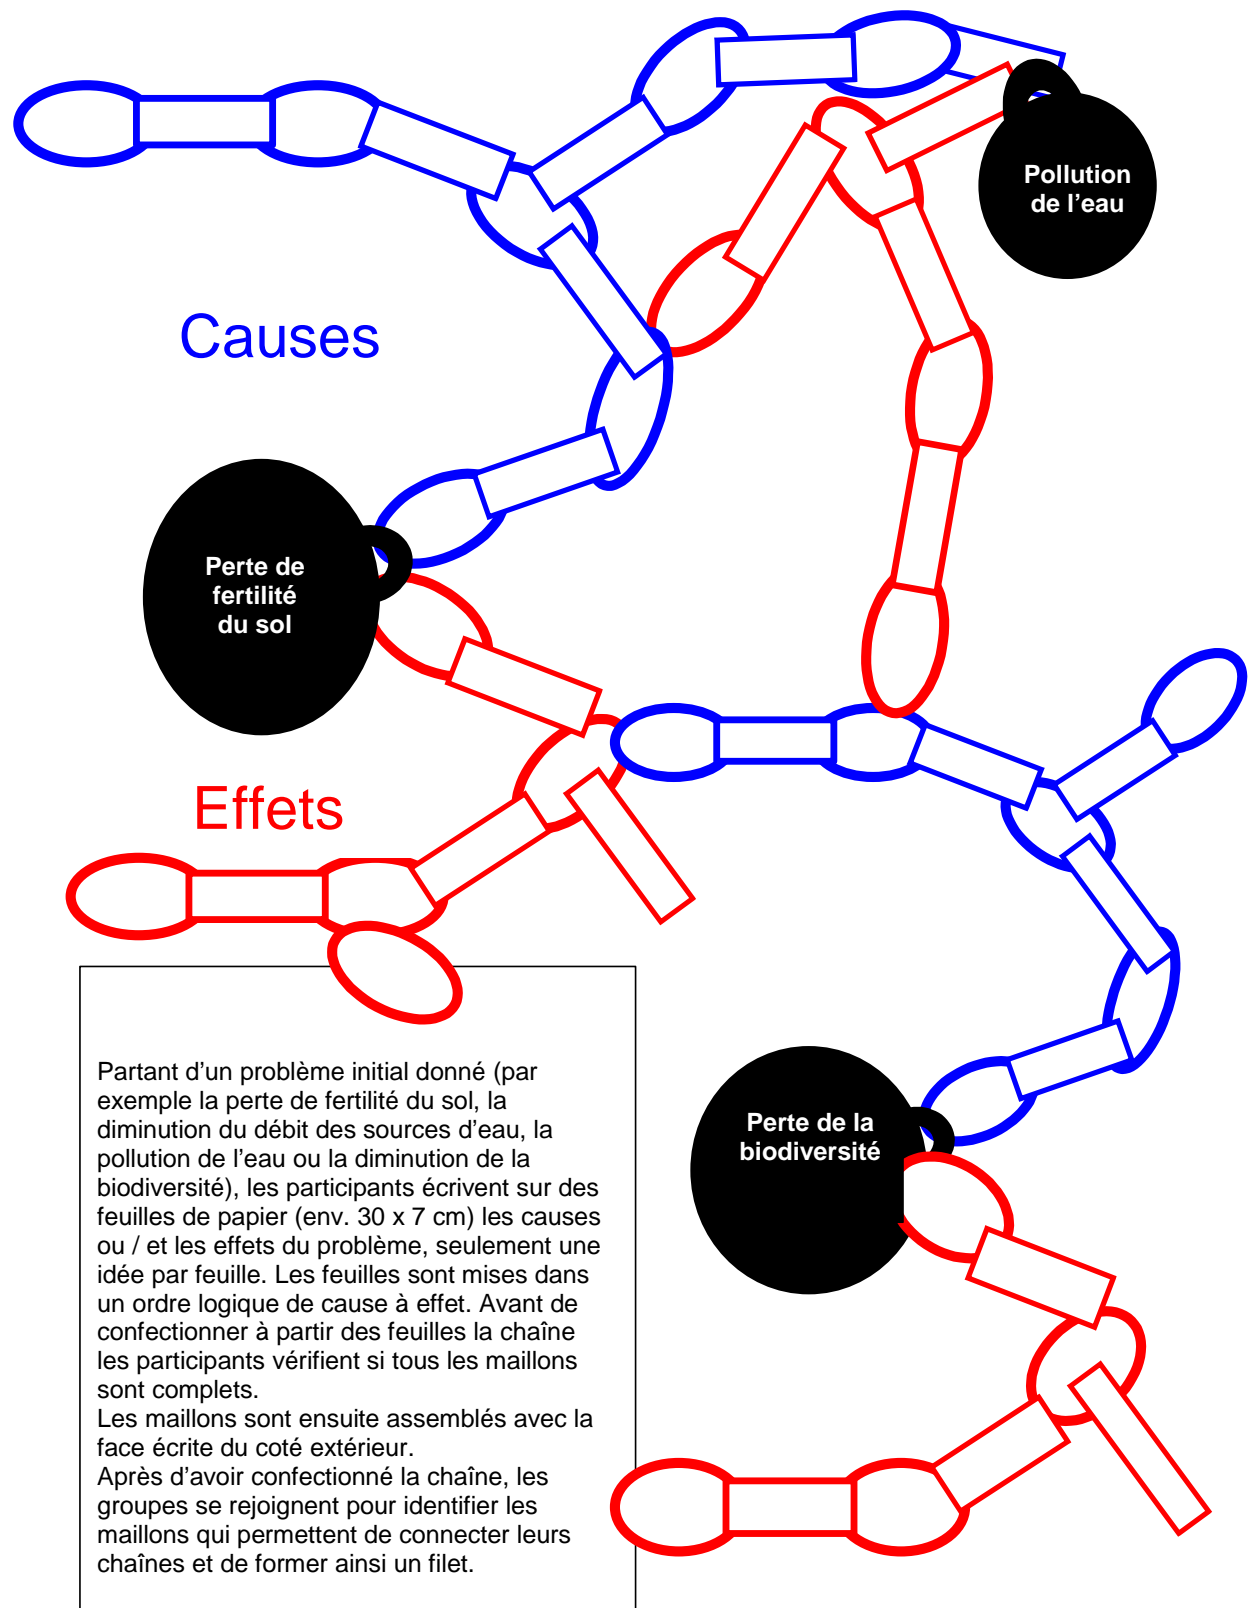 Pollution
de l’eau
Causes
Perte de
fertilité
du sol
Effets
Perte de la
biodiversité
Partant d’un problème initial donné (par
exemple la perte de fertilité du sol, la
diminution du débit des sources d’eau, la
pollution de l’eau ou la diminution de la
biodiversité), les participants écrivent sur des
feuilles de papier (env. 30 x 7 cm) les causes
ou / et les effets du problème, seulement une
idée par feuille. Les feuilles sont mises dans
un ordre logique de cause à effet. Avant de
confectionner à partir des feuilles la chaîne
les participants vérifient si tous les maillons
sont complets.
Les maillons sont ensuite assemblés avec la
face écrite du coté extérieur.
Après d’avoir confectionné la chaîne, les
groupes se rejoignent pour identifier les
maillons qui permettent de connecter leurs
chaînes et de former ainsi un filet.